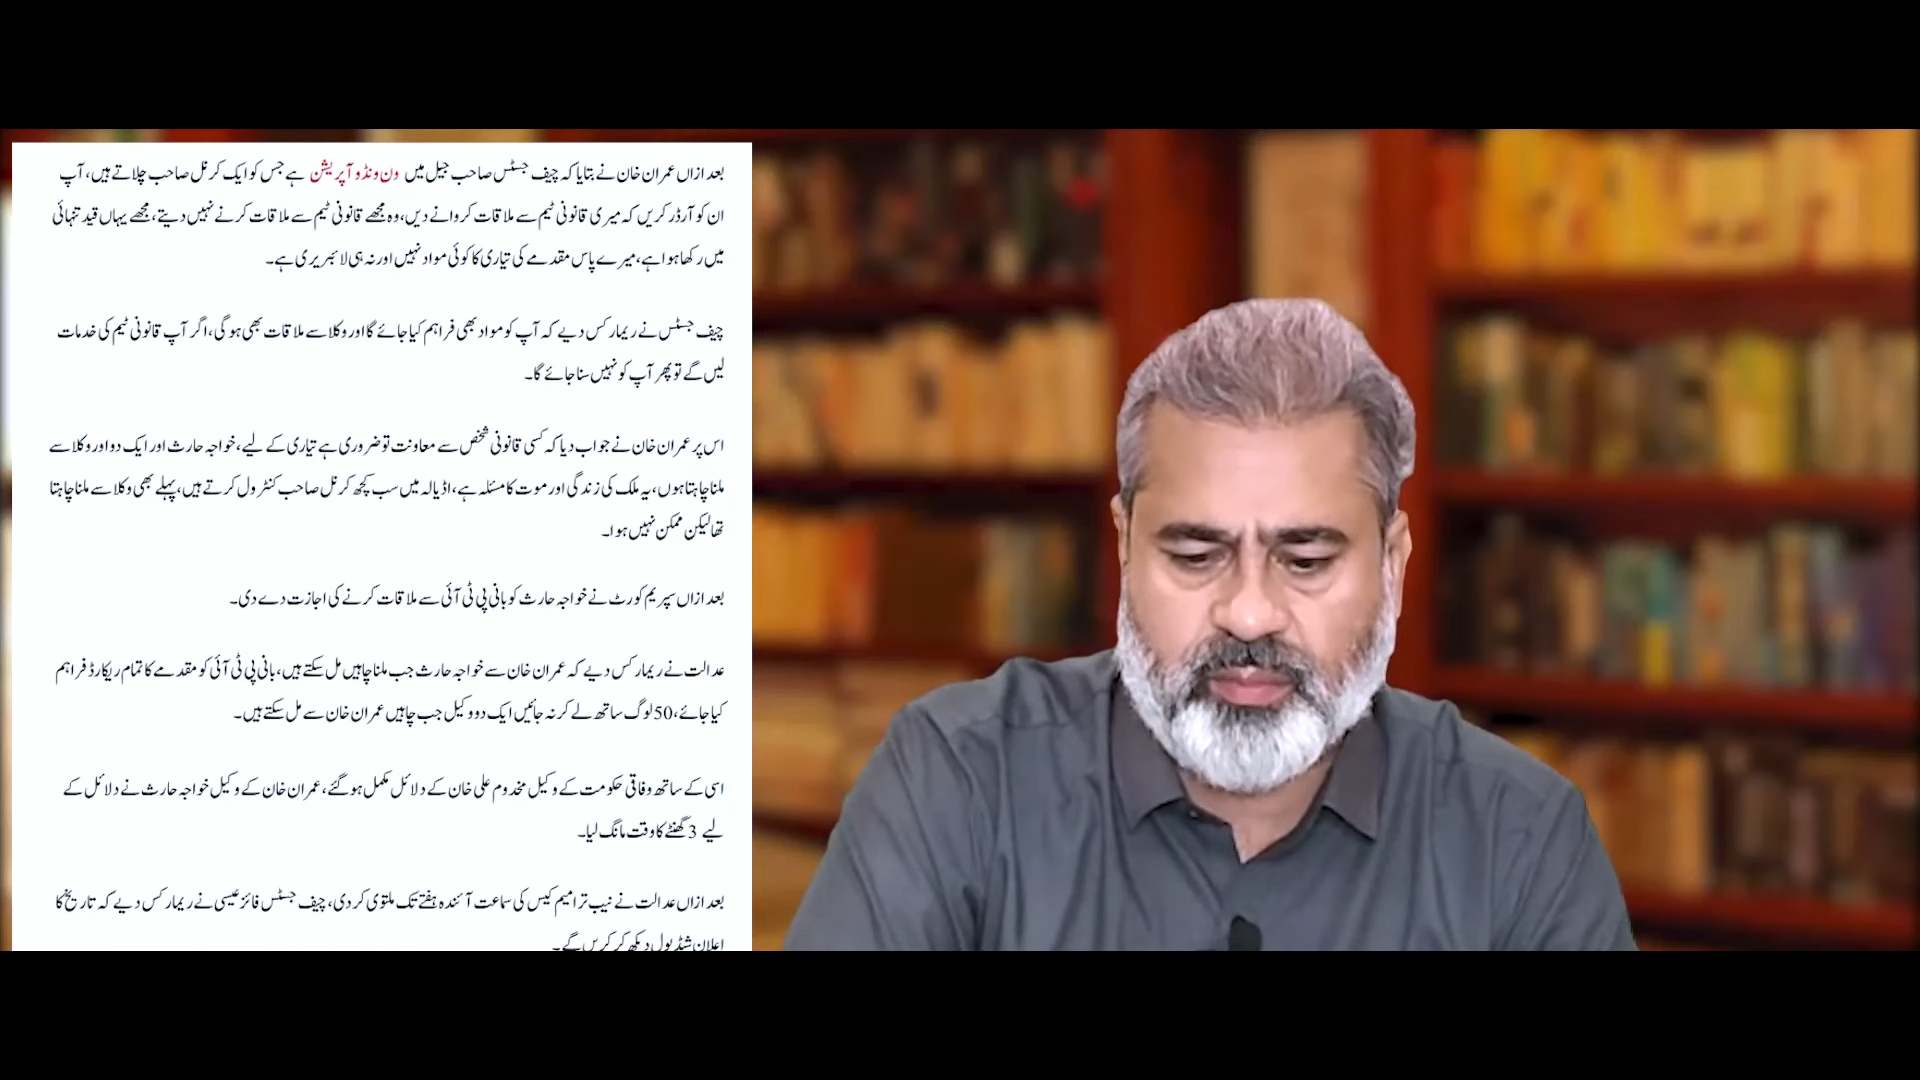 بعد ازاں عمران خان نے بتایا کہ چیف جسٹس صاحب جیل میں ون ونڈو آپریشن ہے جس کو ایک کرنل صاحب چلاتے ہیں، آپ
ان کو آرڈر کریں کہ میری قانونی ٹیم سے ملاقات کروانے دیں، وہ مجھے قانونی ٹیم سے ملاقات کرنے نہیں دیتے، مجھے یہاں قید تنہائی
میں رکھا ہوا ہے، میرے پاس مقدمے کی تیاری کا کوئی مواد نہیں اور نہ ہی لائبریری ہے۔
چیف جسٹس نے ریمارکس دیے کہ آپ کو مواد بھی فراہم کیا جائے گا اور وکلا سے ملاقات بھی ہوگی، اگر آپ قانونی ٹیم کی خدمات
لیں گے تو پھر آپ کو نہیں سنا جائے گا۔
اس پر عمران خان نے جواب دیا کہ کسی قانونی شخص سے معاونت تو ضروری ہے تیاری کے لیے، خواجہ حارث اور ایک دو اور وکلا سے
ملنا چاہتا ہوں، یہ ملک کی زندگی اور موت کا مسئلہ ہے، اڈیالہ میں سب کچھ کرنل صاحب کنٹرول کرتے ہیں، پہلے بھی وکلا سے ملنا چاہتا
تھا لیکن ممکن نہیں ہوا۔
بعد ازاں سپریم کورٹ نے خواجہ حارث کو بانی پی ٹی آئی سے ملاقات کرنے کی اجازت دے دی۔
عدالت نے ریمارکس دیے کہ عمران خان سے خواجہ حارث جب ملنا چاہیں مل سکتے ہیں، بانی پی ٹی آئی کو مقدمے کا تمام ریکارڈ فراہم
کیا جائے، 50 لوگ ساتھ لے کر نہ جائیں ایک دو وکیل جب چاہیں عمران خان سے مل سکتے ہیں۔
اسی کے ساتھ وفاقی حکومت کے وکیل مخدوم علی خان کے دلائل مکمل ہوگئے، عمران خان کے وکیل خواجہ حارث نے دلائل کے
لیے 3 گھنٹے کا وقت مانگ لیا۔
بعد ازاں عدالت نے نیب ترامیم کیس کی سماعت آئندہ ہفتے تک ملتوی کر دی، چیف جسٹس فائز عیسی نے ریمارکس دیے کہ تاریخ کا
اعلان شڈیول دیکھ کر کریں گے۔